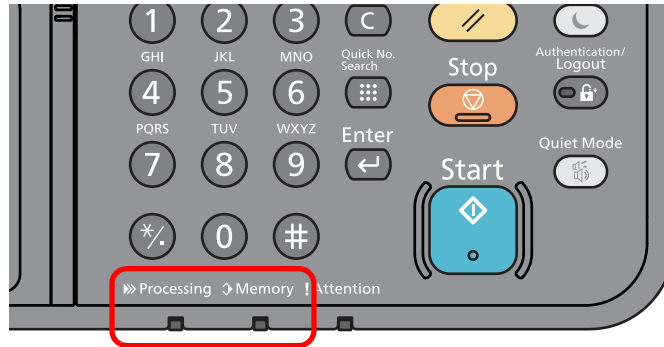 1 2 3 C
GHI JKL MNO Quick No.
Search
Stop
Authentication/
Logout
4 5 6
PQRS TUV WXYZ Enter
Quiet Mode
7 8 9
Start
*/. 0 #
Processing Memory ! Attention